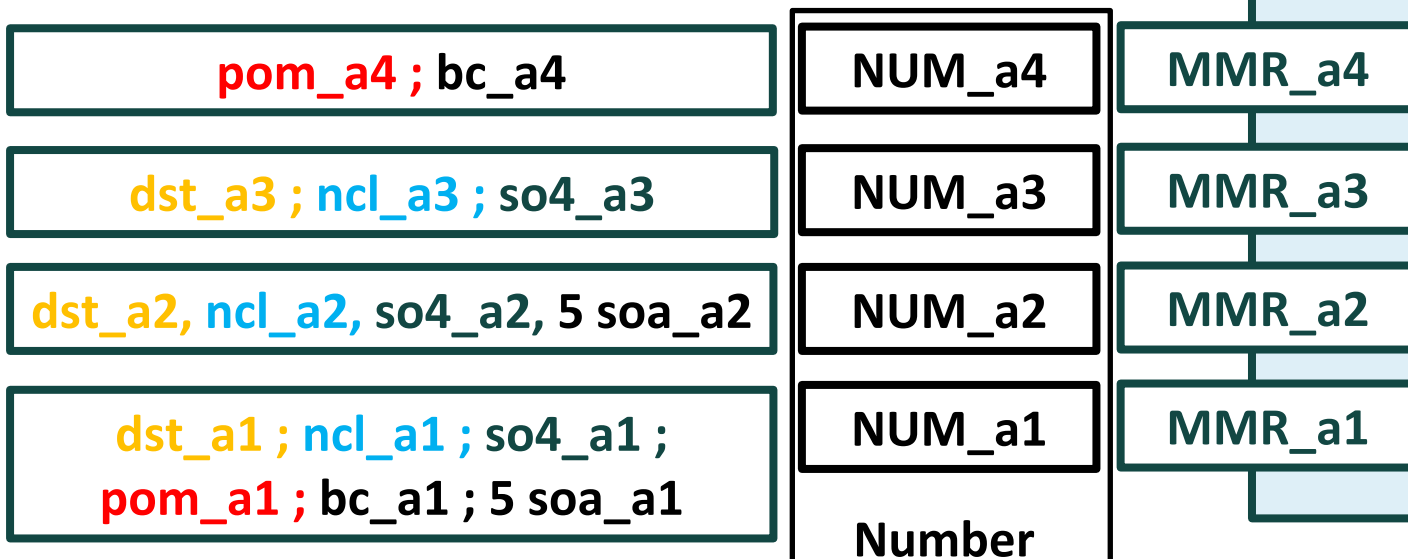 pom_a4 ; bc_a4
NUM_a4
MMR_a4
dst_a3 ; ncl_a3 ; so4_a3
NUM_a3
MMR_a3
dst_a2, ncl_a2, so4_a2, 5 soa_a2
NUM_a2
MMR_a2
dst_a1 ; ncl_a1 ; so4_a1 ;
pom_a1 ; bc_a1 ; 5 soa_a1
NUM_a1
MMR_a1
Number